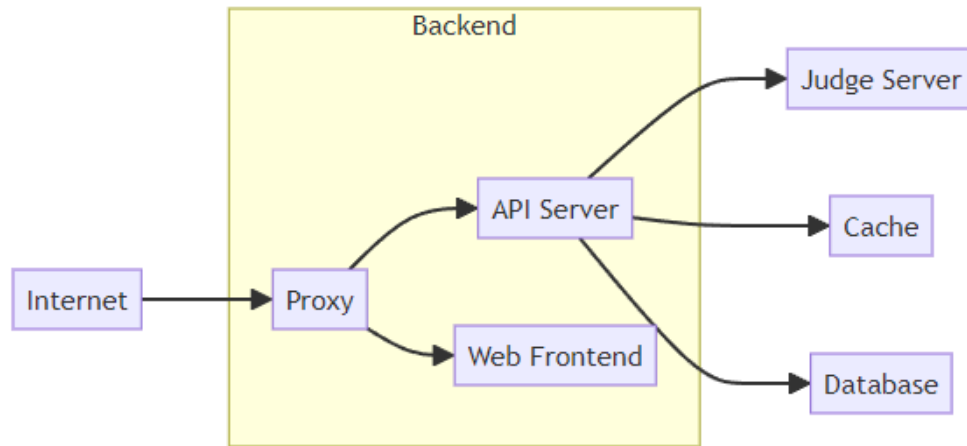 Backend
Judge Server
API Server
Cache
Internet
Proxy
Web Frontend
Database